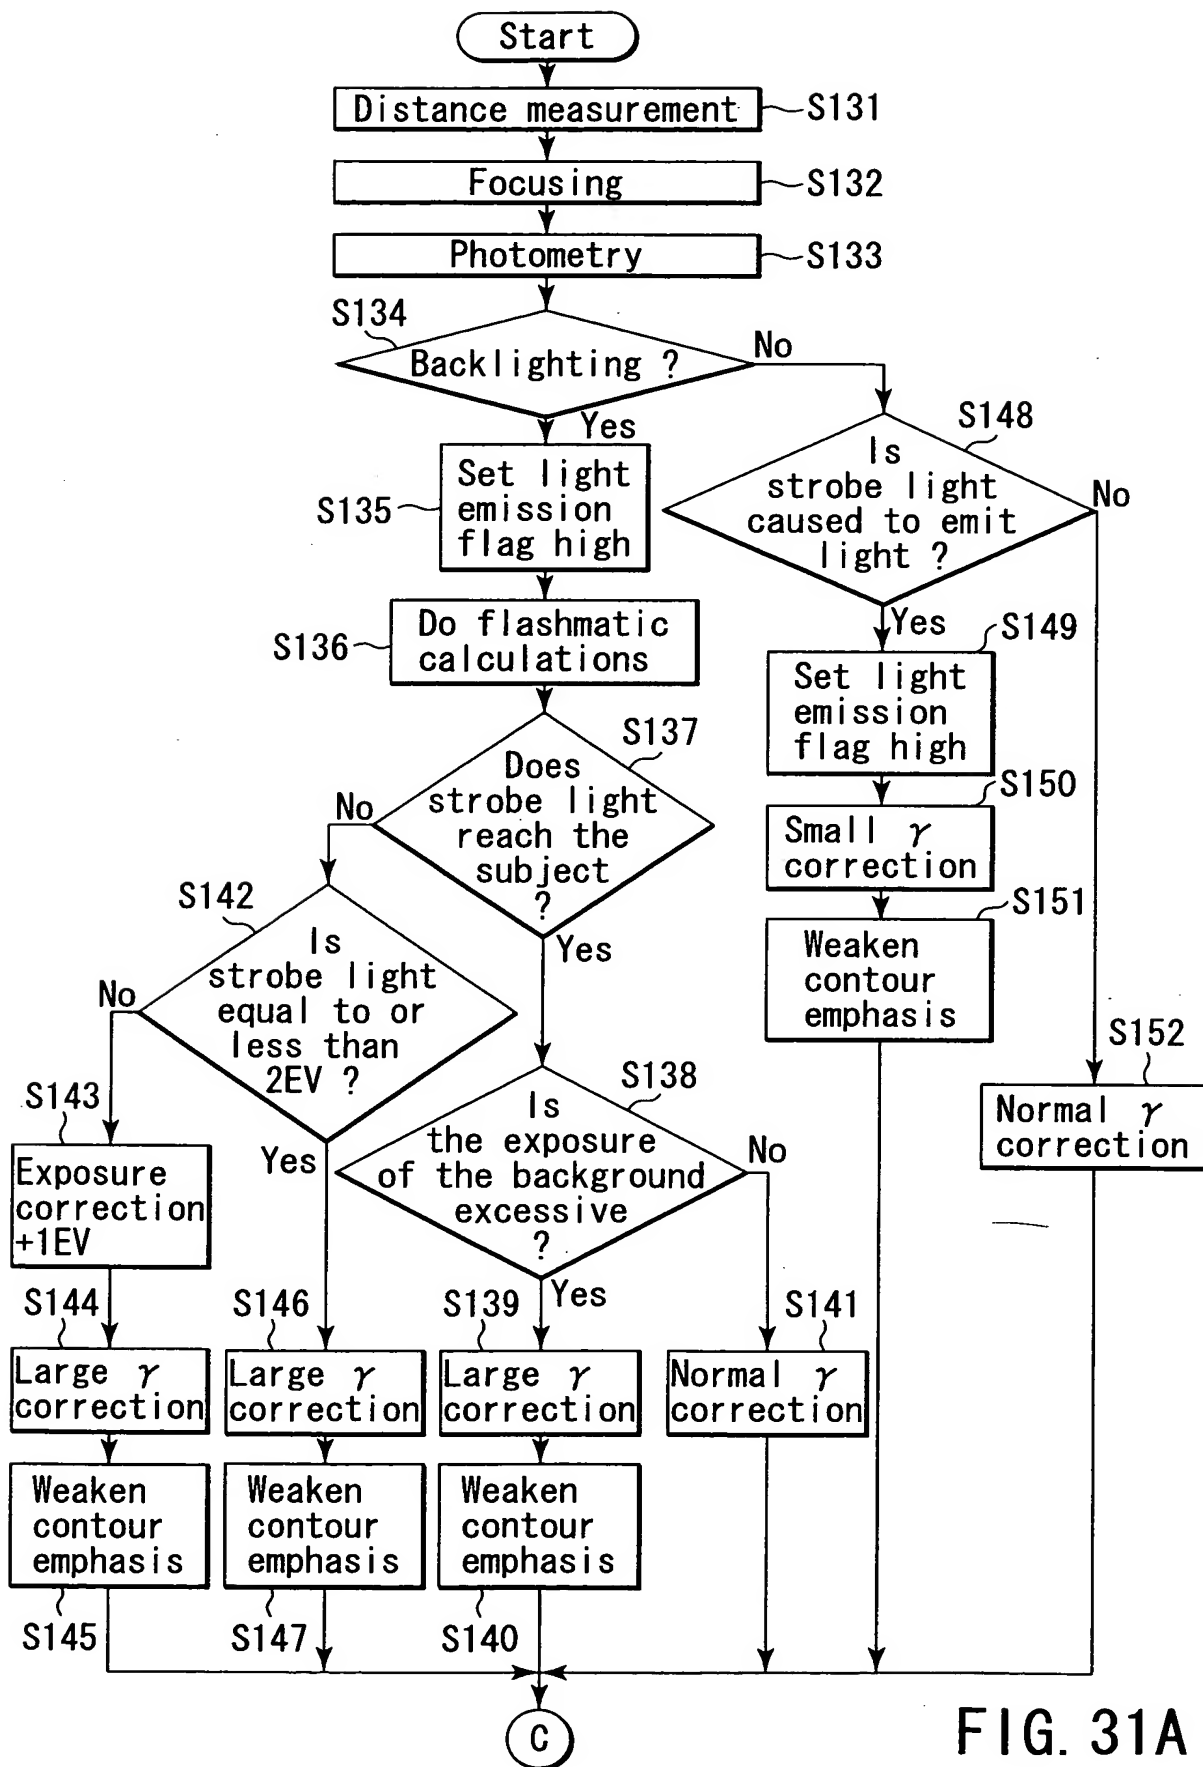 Start
Distance measurement
S131
Focusing
S132
Photometry
S133
S134
Backlighting ?
No
Yes
S148
Is
strobe light
caused to emit
light ?
No
Yes
S135
Set light
emission
flag high
S136
Do flashmatic
calculations
S149
Set light
emission
flag high
S137
Does
strobe light
reach the
subject
?
No
Yes
S150
Small γ
correction
S151
Weaken
contour
emphasis
S142
Is
strobe light
equal to or
less than
2EV ?
No
Yes
S138
Is
the exposure
of the background
excessive
?
No
Yes
S152
Normal γ
correction
S143
Exposure
correction
+1EV
S144
Large γ
correction
S146
Large γ
correction
S139
Large γ
correction
S141
Normal γ
correction
Weaken
contour
emphasis
S145
Weaken
contour
emphasis
S147
Weaken
contour
emphasis
S140
C
FIG. 31A